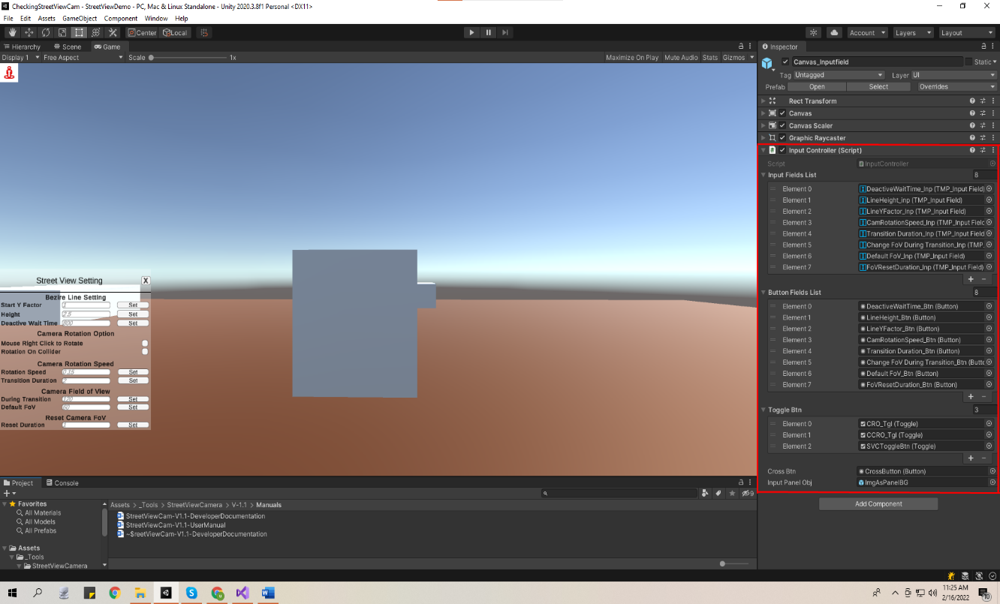 CheckingStreetViewCam - StreetViewDemo - PC, Mac & Linux Standalone - Unity 2020.3.8f1 Personal <DX11>
File Edit Assets GameObject Component Window Help
Center Local Account Layers Layout
Hierarchy Scene Game
Display 1 Free Aspect Scale 1x Maximize On Play Mute Audio Stats Gizmos
Street View Setting X
Bezire Line Setting
Start Y Factor 1 Set
Height 2.5 Set
Deactive Wait Time 800 Set
Camera Rotation Option
Mouse Right Click to Rotate
Rotation On Collider
Camera Rotation Speed
Rotation Speed 0.15 Set
Transition Duration 2 Set
Camera Field of View
During Transition 120 Set
Default FoV 60 Set
Reset Camera FoV
Reset Duration 1 Set
Inspector
Canvas_Inputfield Static
Tag Untagged Layer UI
Prefab Open Select Overrides
Rect Transform
Canvas
Canvas Scaler
Graphic Raycaster
# Input Controller (Script)
Script InputController
Input Fields List 8
Element 0 DeactiveWaitTime_Inp (TMP_Input Field)
Element 1 LineHeight_inp (TMP_Input Field)
Element 2 LineYFactor_Inp (TMP_Input Field)
Element 3 CamRotationSpeed_Inp (TMP_Input Field
Element 4 Transition Duration_Inp (TMP_Input Field
Element 5 Change FoV During Transition_Inp (TMP_
Element 6 Default FoV_Inp (TMP_Input Field)
Element 7 FoVResetDuration_Inp (TMP_Input Field)
+ −
Button Fields List 8
Element 0 DeactiveWaitTime_Btn (Button)
Element 1 LineHeight_Btn (Button)
Element 2 LineYFactor_Btn (Button)
Element 3 CamRotationSpeed_Btn (Button)
Element 4 Transition Duration_Btn (Button)
Element 5 Change FoV During Transition_Btn (Butto
Element 6 Default FoV_Btn (Button)
Element 7 FoVResetDuration_Btn (Button)
+ −
Toggle Btn 3
Element 0 CRO_Tgl (Toggle)
Element 1 CCRO_Tgl (Toggle)
Element 2 SVCToggleBtn (Toggle)
+ −
Cross Btn CrossButton (Button)
Input Panel Obj ImgAsPanelBG
Add Component
Project Console
+ 9
Favorites
All Materials
All Models
All Prefabs
Assets
_Tools
StreetViewCamera
Assets > _Tools > StreetViewCamera > V-1.1 > Manuals
StreetViewCam-V1.1-DeveloperDocumentation
StreetViewCam-V1.1-UserManual
~$reetViewCam-V1.1-DeveloperDocumentation
11:25 AM
2/16/2022
10